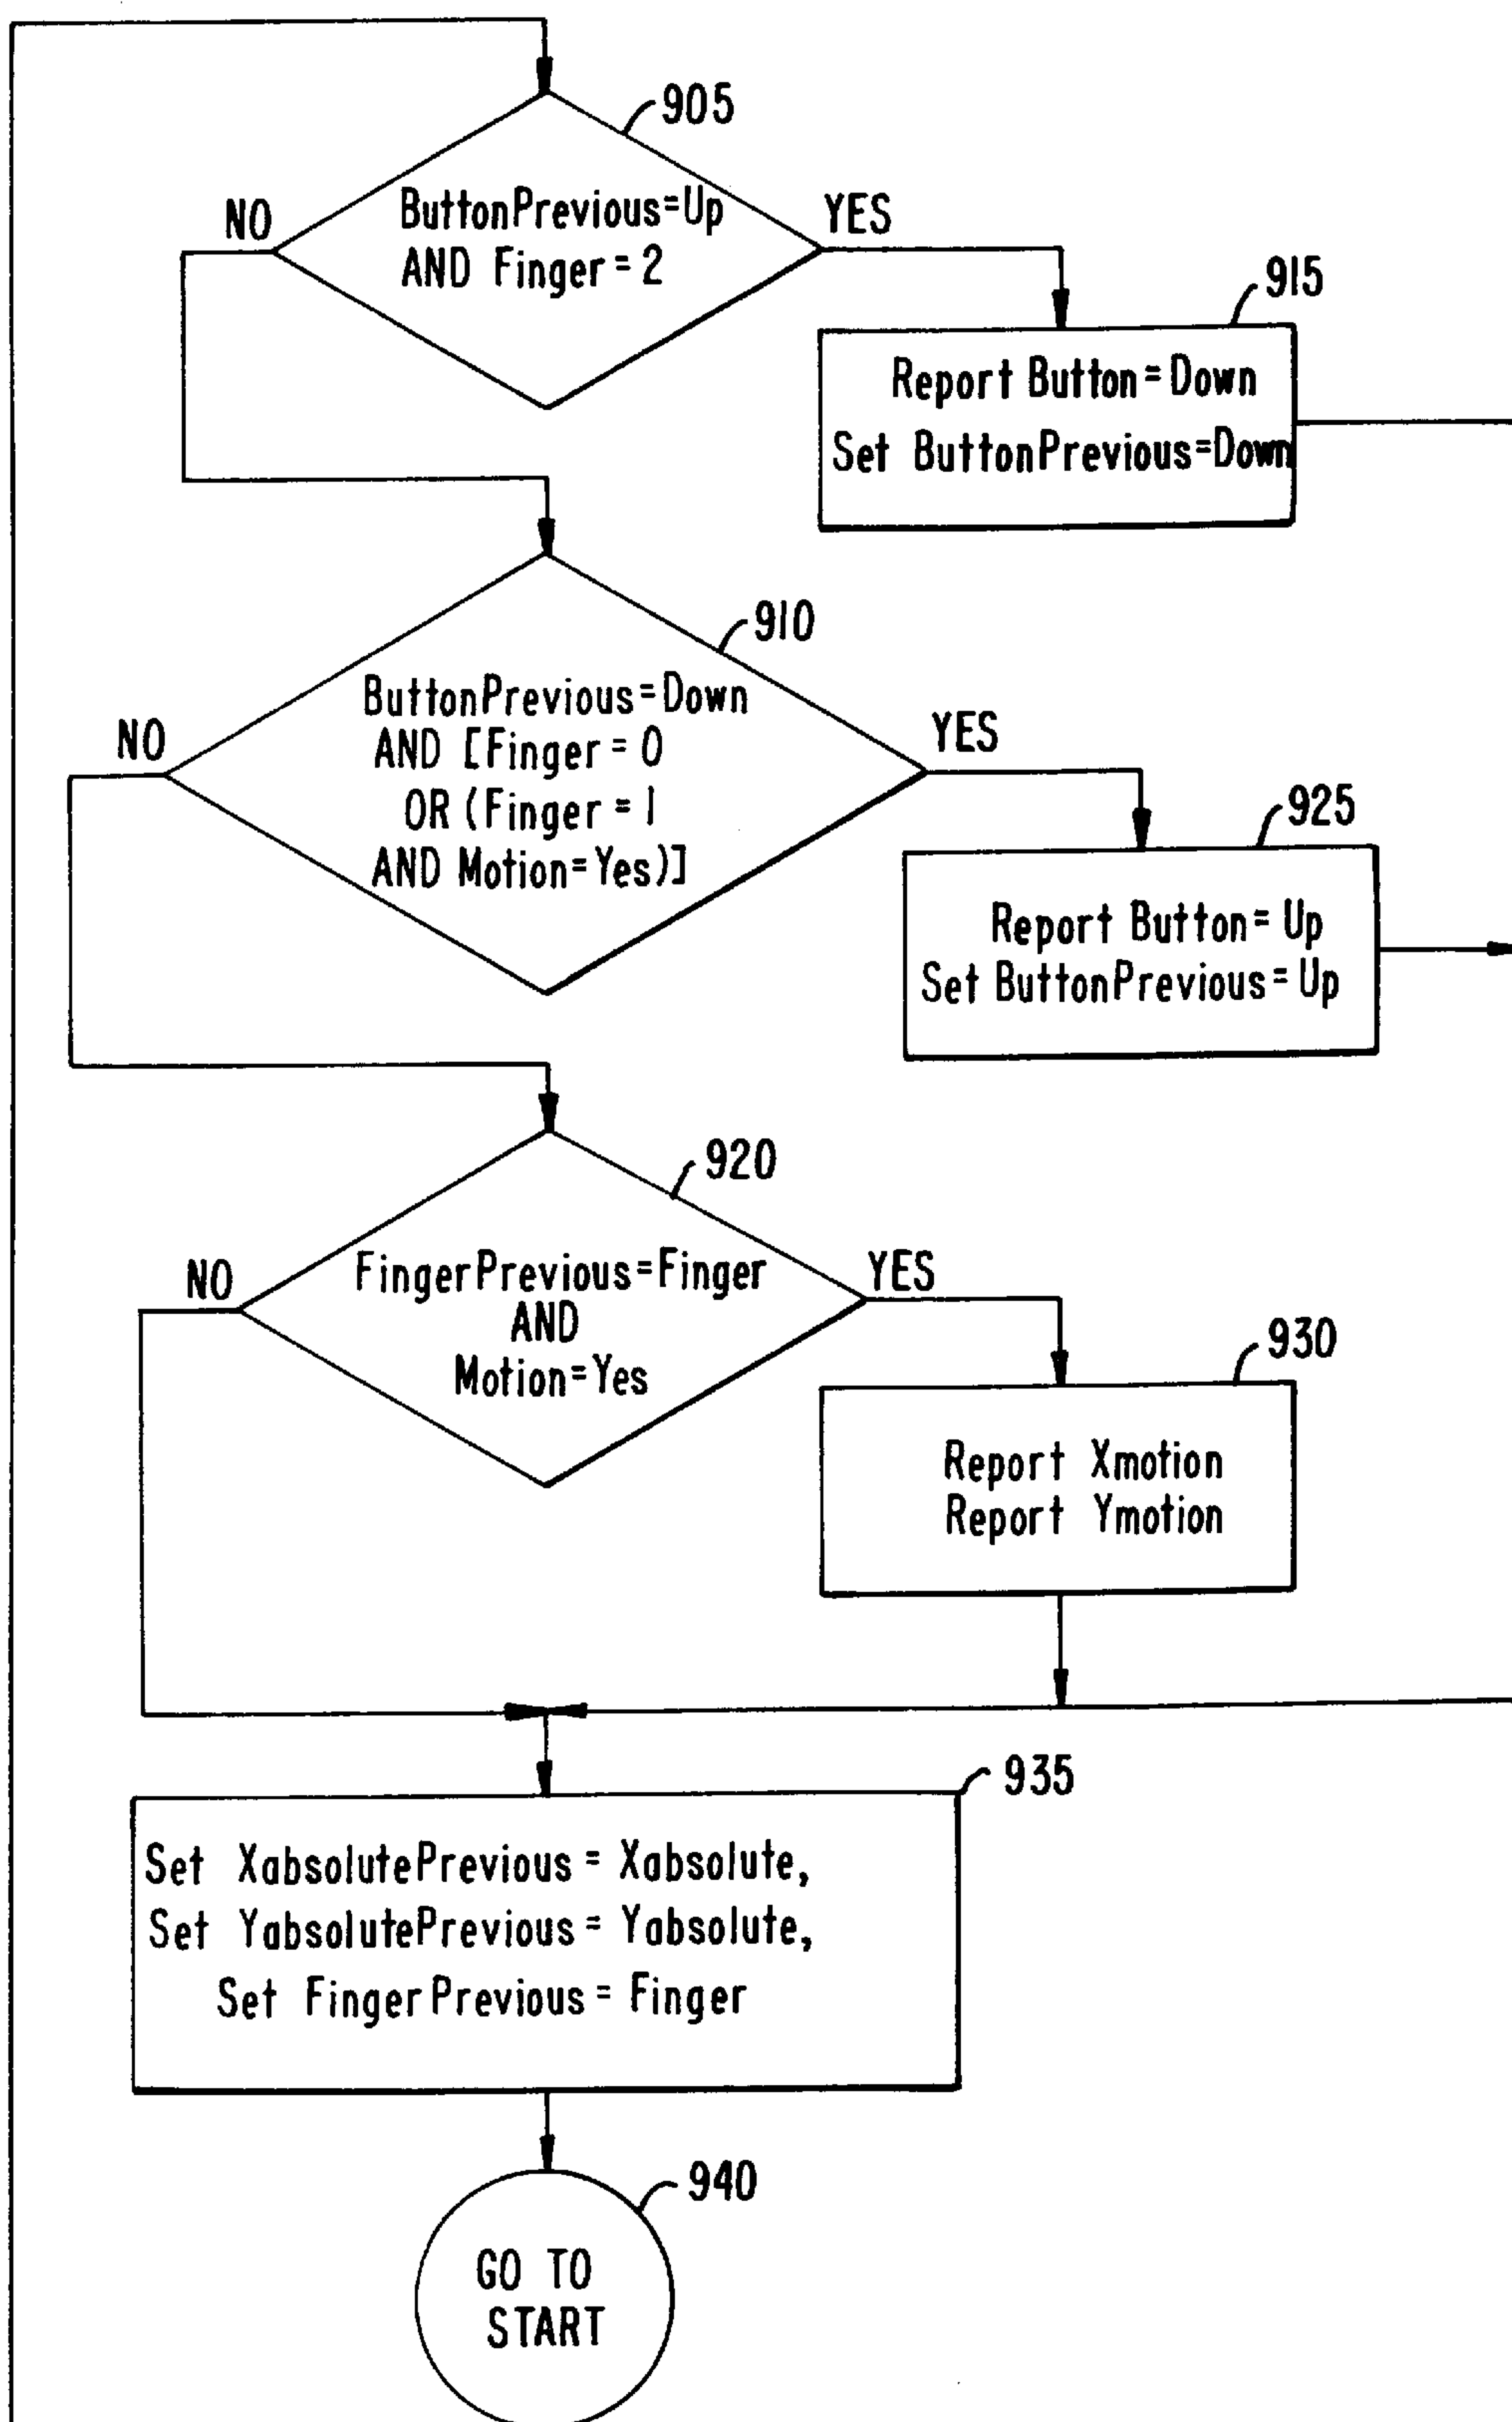 905
ButtonPrevious=Up
AND Finger=2
NO
YES
915
Report Button=Down
Set ButtonPrevious=Down
910
ButtonPrevious=Down
AND [Finger=0
OR (Finger=1
AND Motion=Yes)]
NO
YES
925
Report Button=Up
Set ButtonPrevious=Up
920
FingerPrevious=Finger
AND
Motion=Yes
NO
YES
930
Report Xmotion
Report Ymotion
935
Set XabsolutePrevious = Xabsolute,
Set YabsolutePrevious = Yabsolute,
Set FingerPrevious = Finger
940
GO TO
START